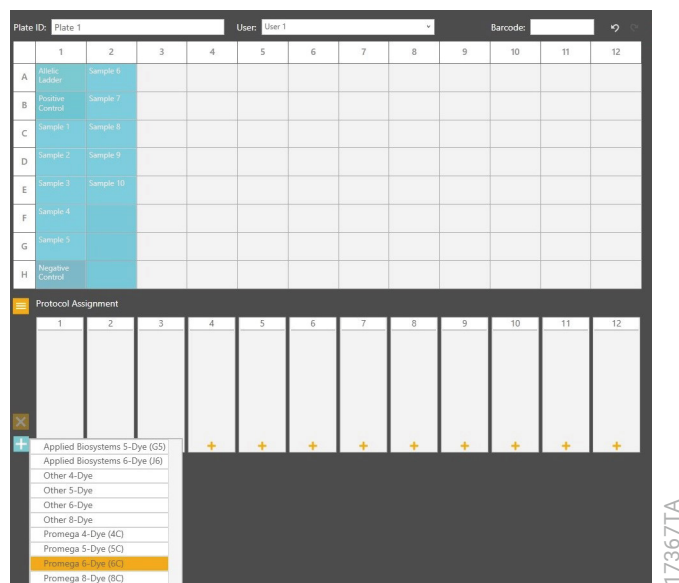 Plate ID: Plate 1 User: User 1 Barcode:
1 2 3 4 5 6 7 8 9 10 11 12
A Allelic Ladder Sample 6
B Positive Control Sample 7
C Sample 1 Sample 8
D Sample 2 Sample 9
E Sample 3 Sample 10
F Sample 4
G Sample 5
H Negative Control
Protocol Assignment
1 2 3 4 5 6 7 8 9 10 11 12
Applied Biosystems 5-Dye (G5)
Applied Biosystems 6-Dye (J6)
Other 4-Dye
Other 5-Dye
Other 6-Dye
Other 8-Dye
Promega 4-Dye (4C)
Promega 5-Dye (5C)
Promega 6-Dye (6C)
Promega 8-Dye (8C)
17367TA